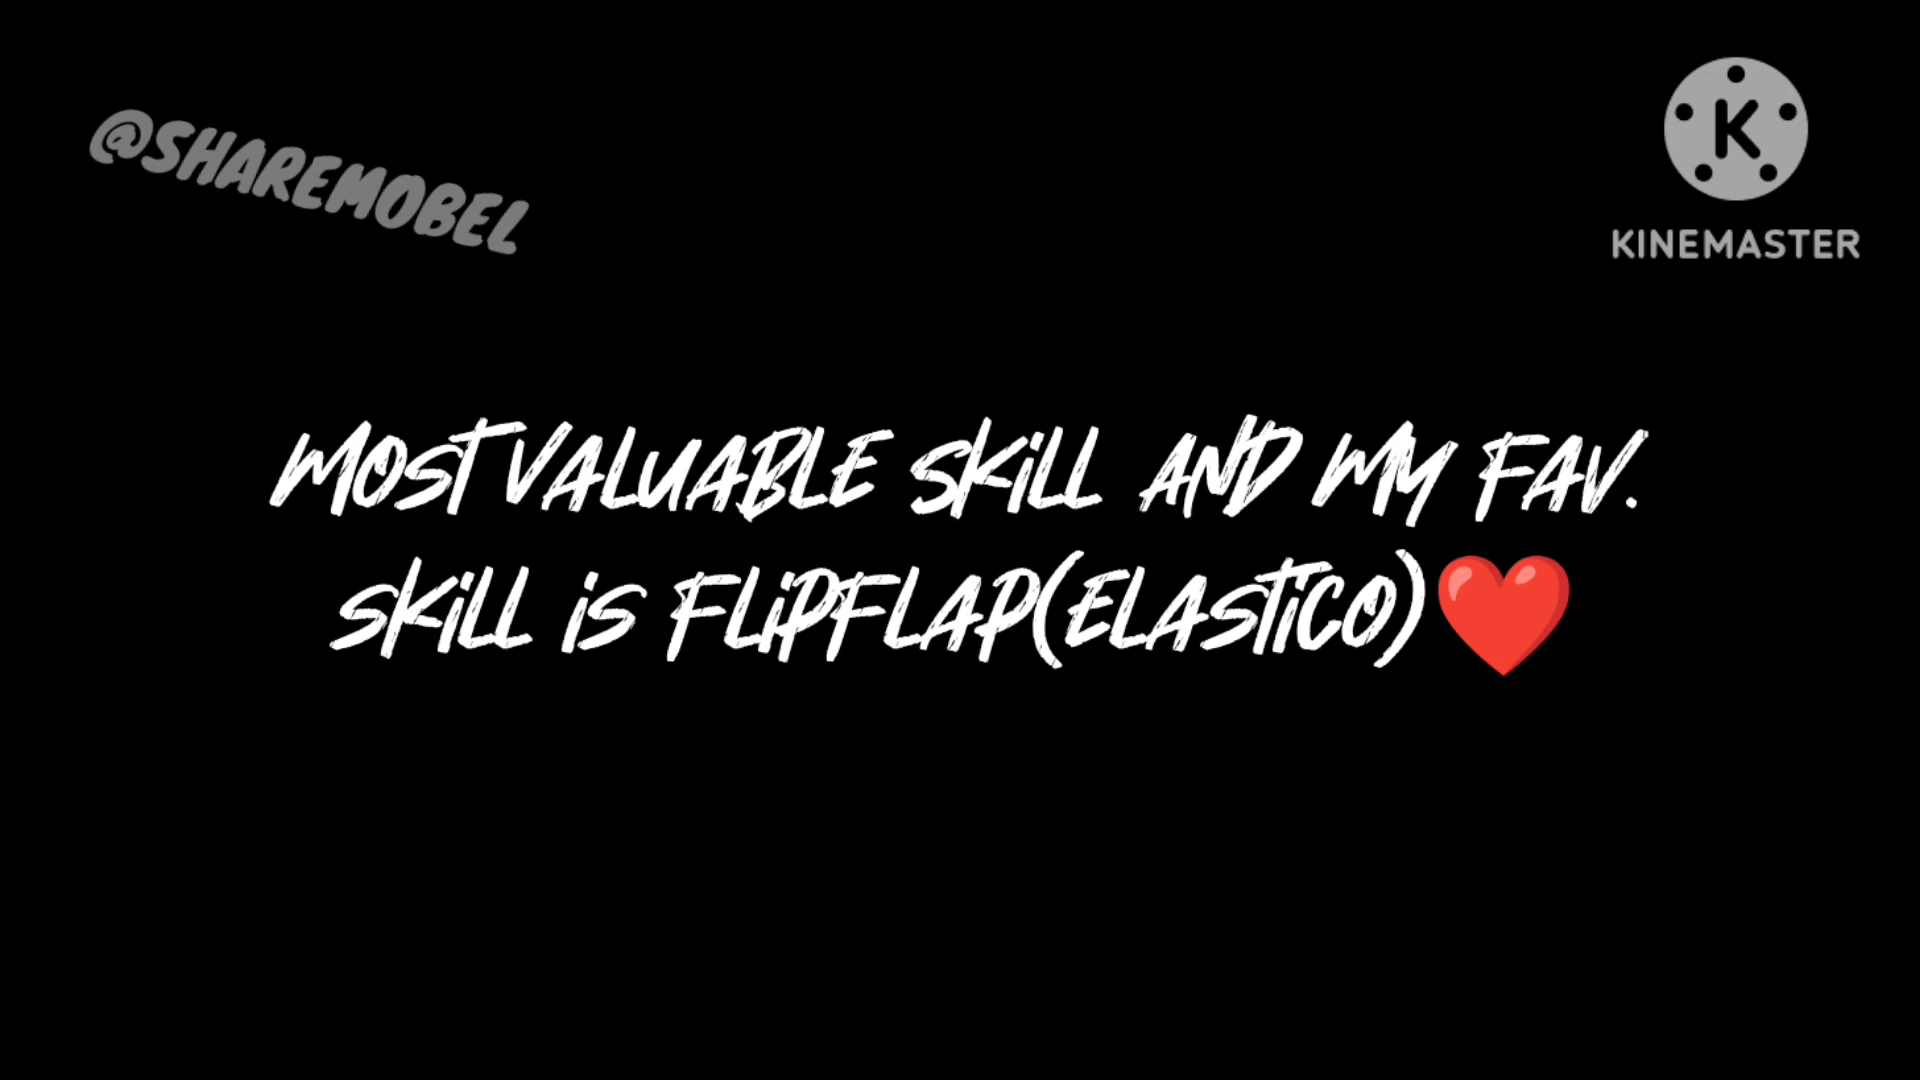 @SHAREMOBEL
K
KINEMASTER
MOST VALUABLE SKiLL AND MY FAV.
SKiLL iS FLiPFLAP(ELASTiCO)❤️